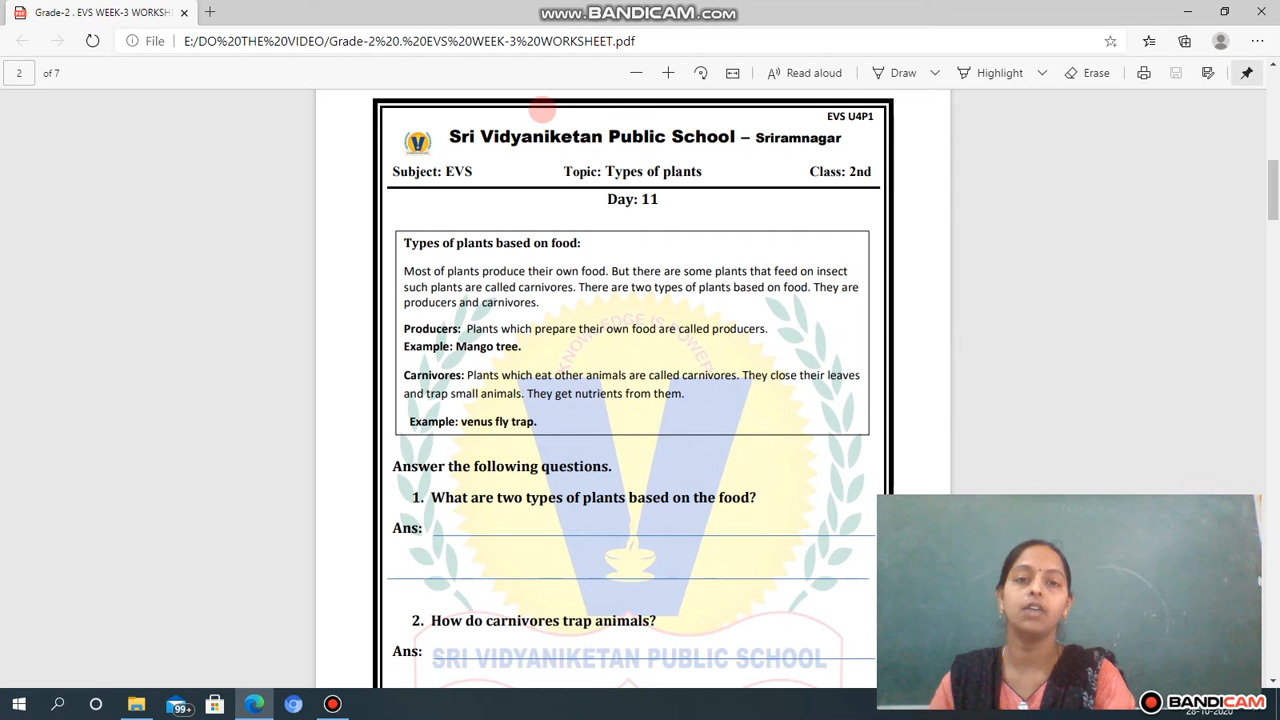 www.BANDICAM.com
Grade-2 . EVS WEEK-3 WORKSH
File
E:/DO%20THE%20VIDEO/Grade-2%20.%20EVS%20WEEK-3%20WORKSHEET.pdf
2 of 7
Read aloud
Draw
Highlight
Erase
EVS U4P1
Sri Vidyaniketan Public School – Sriramnagar
Subject: EVS
Topic: Types of plants
Class: 2nd
Day: 11
Types of plants based on food:
Most of plants produce their own food. But there are some plants that feed on insect
such plants are called carnivores. There are two types of plants based on food. They are
producers and carnivores.
KNOWLEDGE IS POWER
Producers: Plants which prepare their own food are called producers.
Example: Mango tree.
Carnivores: Plants which eat other animals are called carnivores. They close their leaves
and trap small animals. They get nutrients from them.
Example: venus fly trap.
Answer the following questions.
1. What are two types of plants based on the food?
Ans:
2. How do carnivores trap animals?
Ans:
SRI VIDYANIKETAN PUBLIC SCHOOL
99+
BANDICAM
28-10-2020